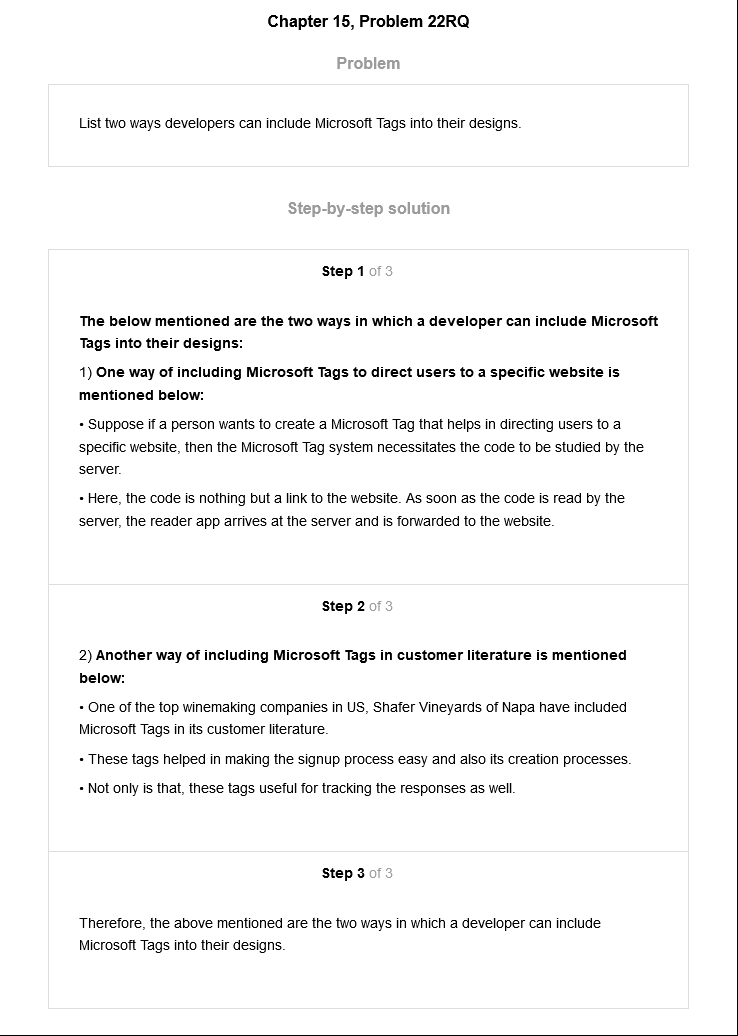 Chapter 15, Problem 22RQ
Problem
List two ways developers can include Microsoft Tags into their designs.
Step-by-step solution
Step 1 of 3
The below mentioned are the two ways in which a developer can include Microsoft
Tags into their designs:
1) One way of including Microsoft Tags to direct users to a specific website is
mentioned below:
• Suppose if a person wants to create a Microsoft Tag that helps in directing users to a
specific website, then the Microsoft Tag system necessitates the code to be studied by the
server.
• Here, the code is nothing but a link to the website. As soon as the code is read by the
server, the reader app arrives at the server and is forwarded to the website.
Step 2 of 3
2) Another way of including Microsoft Tags in customer literature is mentioned
below:
• One of the top winemaking companies in US, Shafer Vineyards of Napa have included
Microsoft Tags in its customer literature.
• These tags helped in making the signup process easy and also its creation processes.
• Not only is that, these tags useful for tracking the responses as well.
Step 3 of 3
Therefore, the above mentioned are the two ways in which a developer can include
Microsoft Tags into their designs.